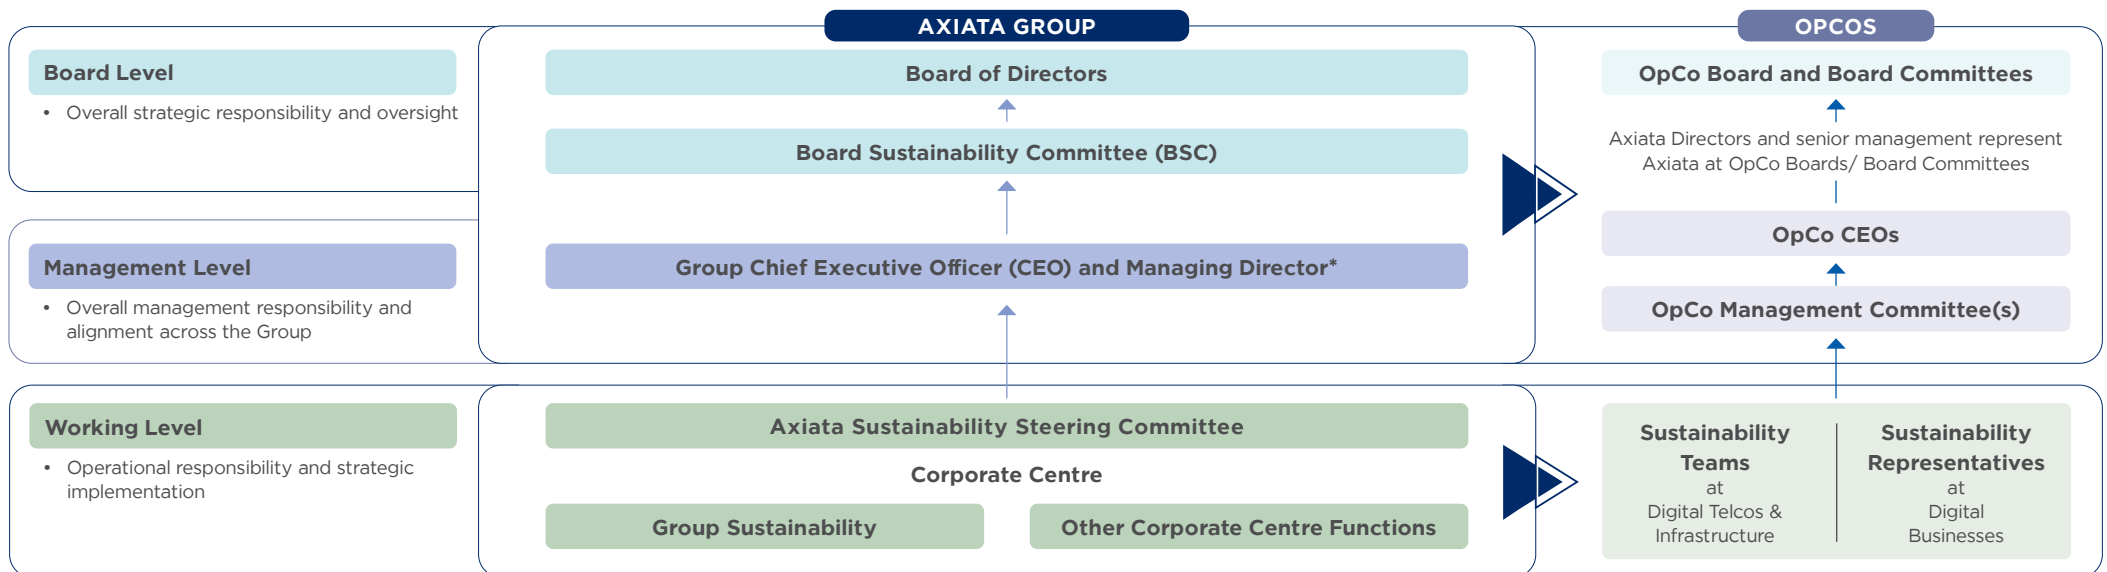 AXIATA GROUP
OPCOS
Board Level
• Overall strategic responsibility and oversight
Board of Directors
Board Sustainability Committee (BSC)
OpCo Board and Board Committees
Axiata Directors and senior management represent
Axiata at OpCo Boards/ Board Committees
Management Level
• Overall management responsibility and
alignment across the Group
Group Chief Executive Officer (CEO) and Managing Director*
OpCo CEOs
OpCo Management Committee(s)
Working Level
• Operational responsibility and strategic
implementation
Axiata Sustainability Steering Committee
Corporate Centre
Group Sustainability
Other Corporate Centre Functions
Sustainability
Teams
at
Digital Telcos &
Infrastructure
Sustainability
Representatives
at
Digital
Businesses